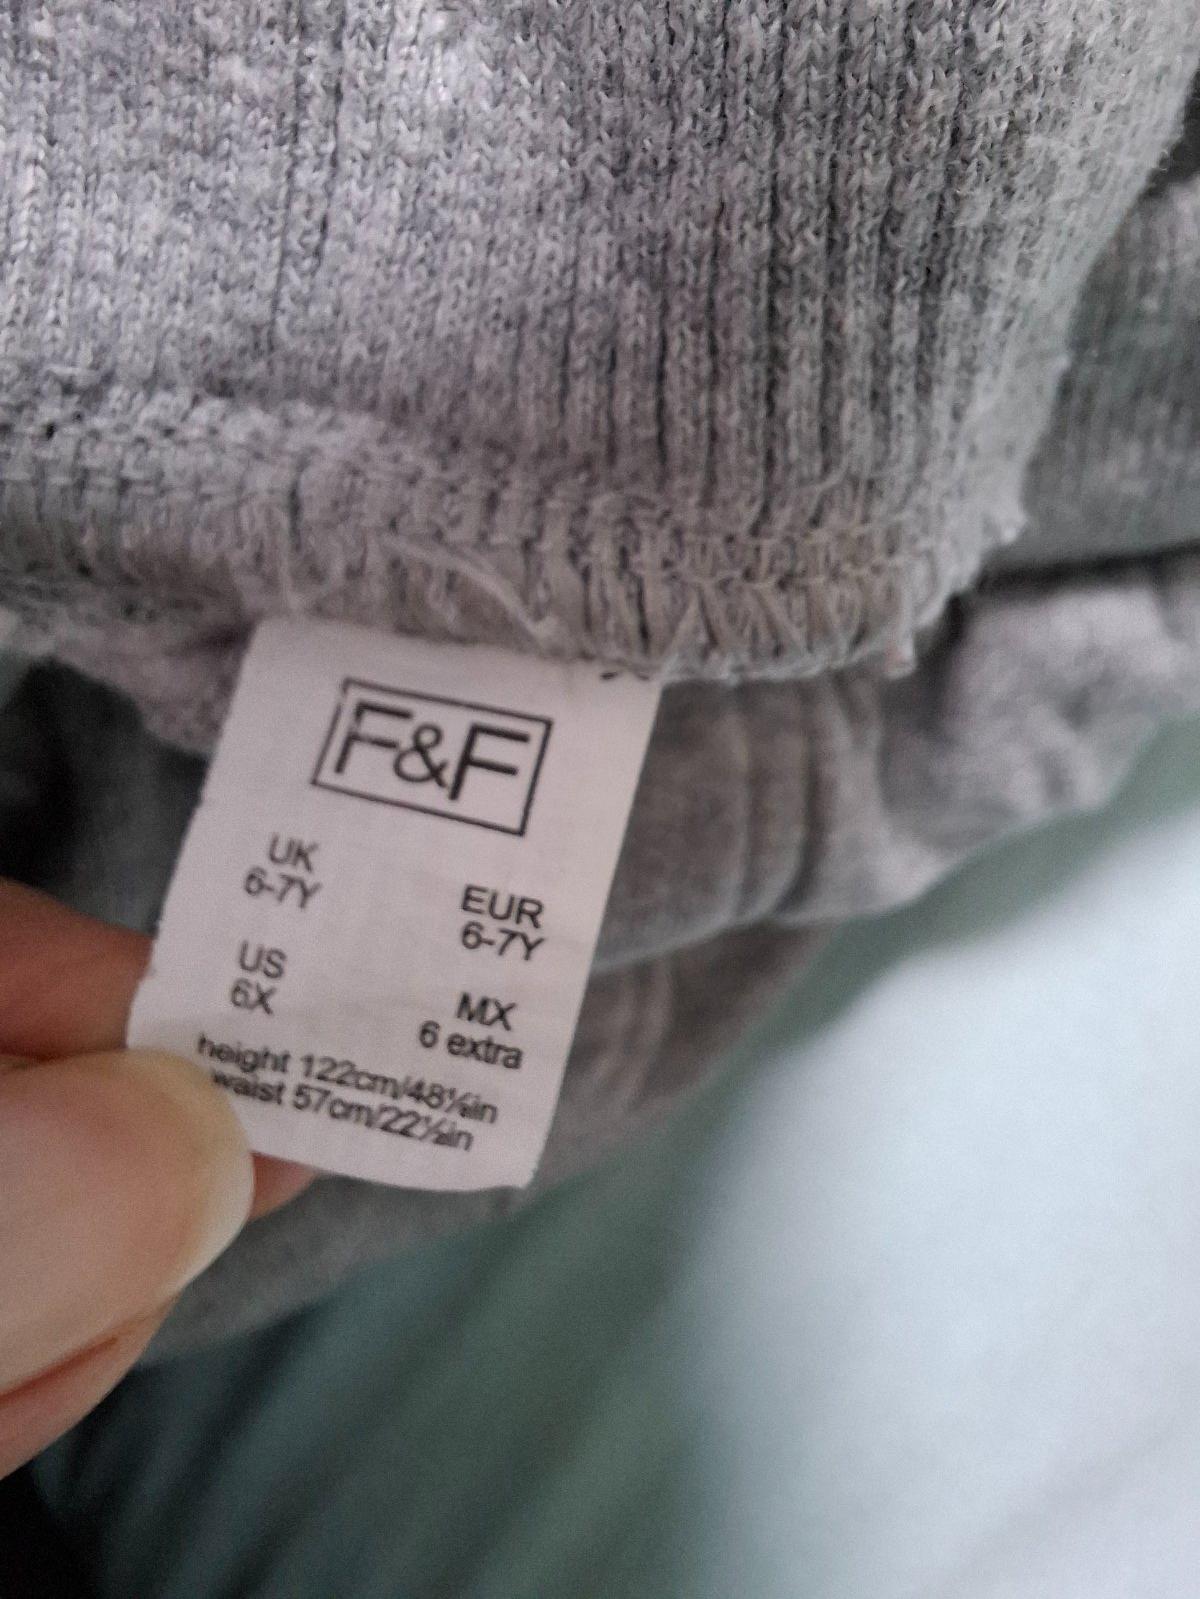 F&F
UK
6-7Y
EUR
6-7Y
US
6X
MX
6 extra
height 122cm/48½in
waist 57cm/22½in